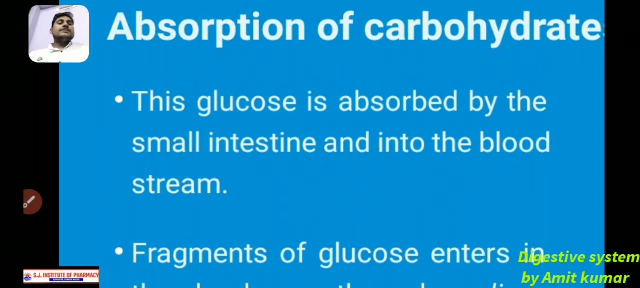 Absorption of carbohydrate
• This glucose is absorbed by the
small intestine and into the blood
stream.
• Fragments of glucose enters in
Digestive system
by Amit kumar
S.J. INSTITUTE OF PHARMACY